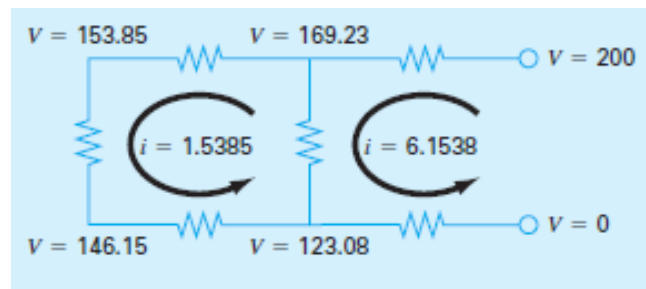 V = 153.85
V = 169.23
V = 200
i = 1.5385
i = 6.1538
V = 0
V = 146.15
V = 123.08